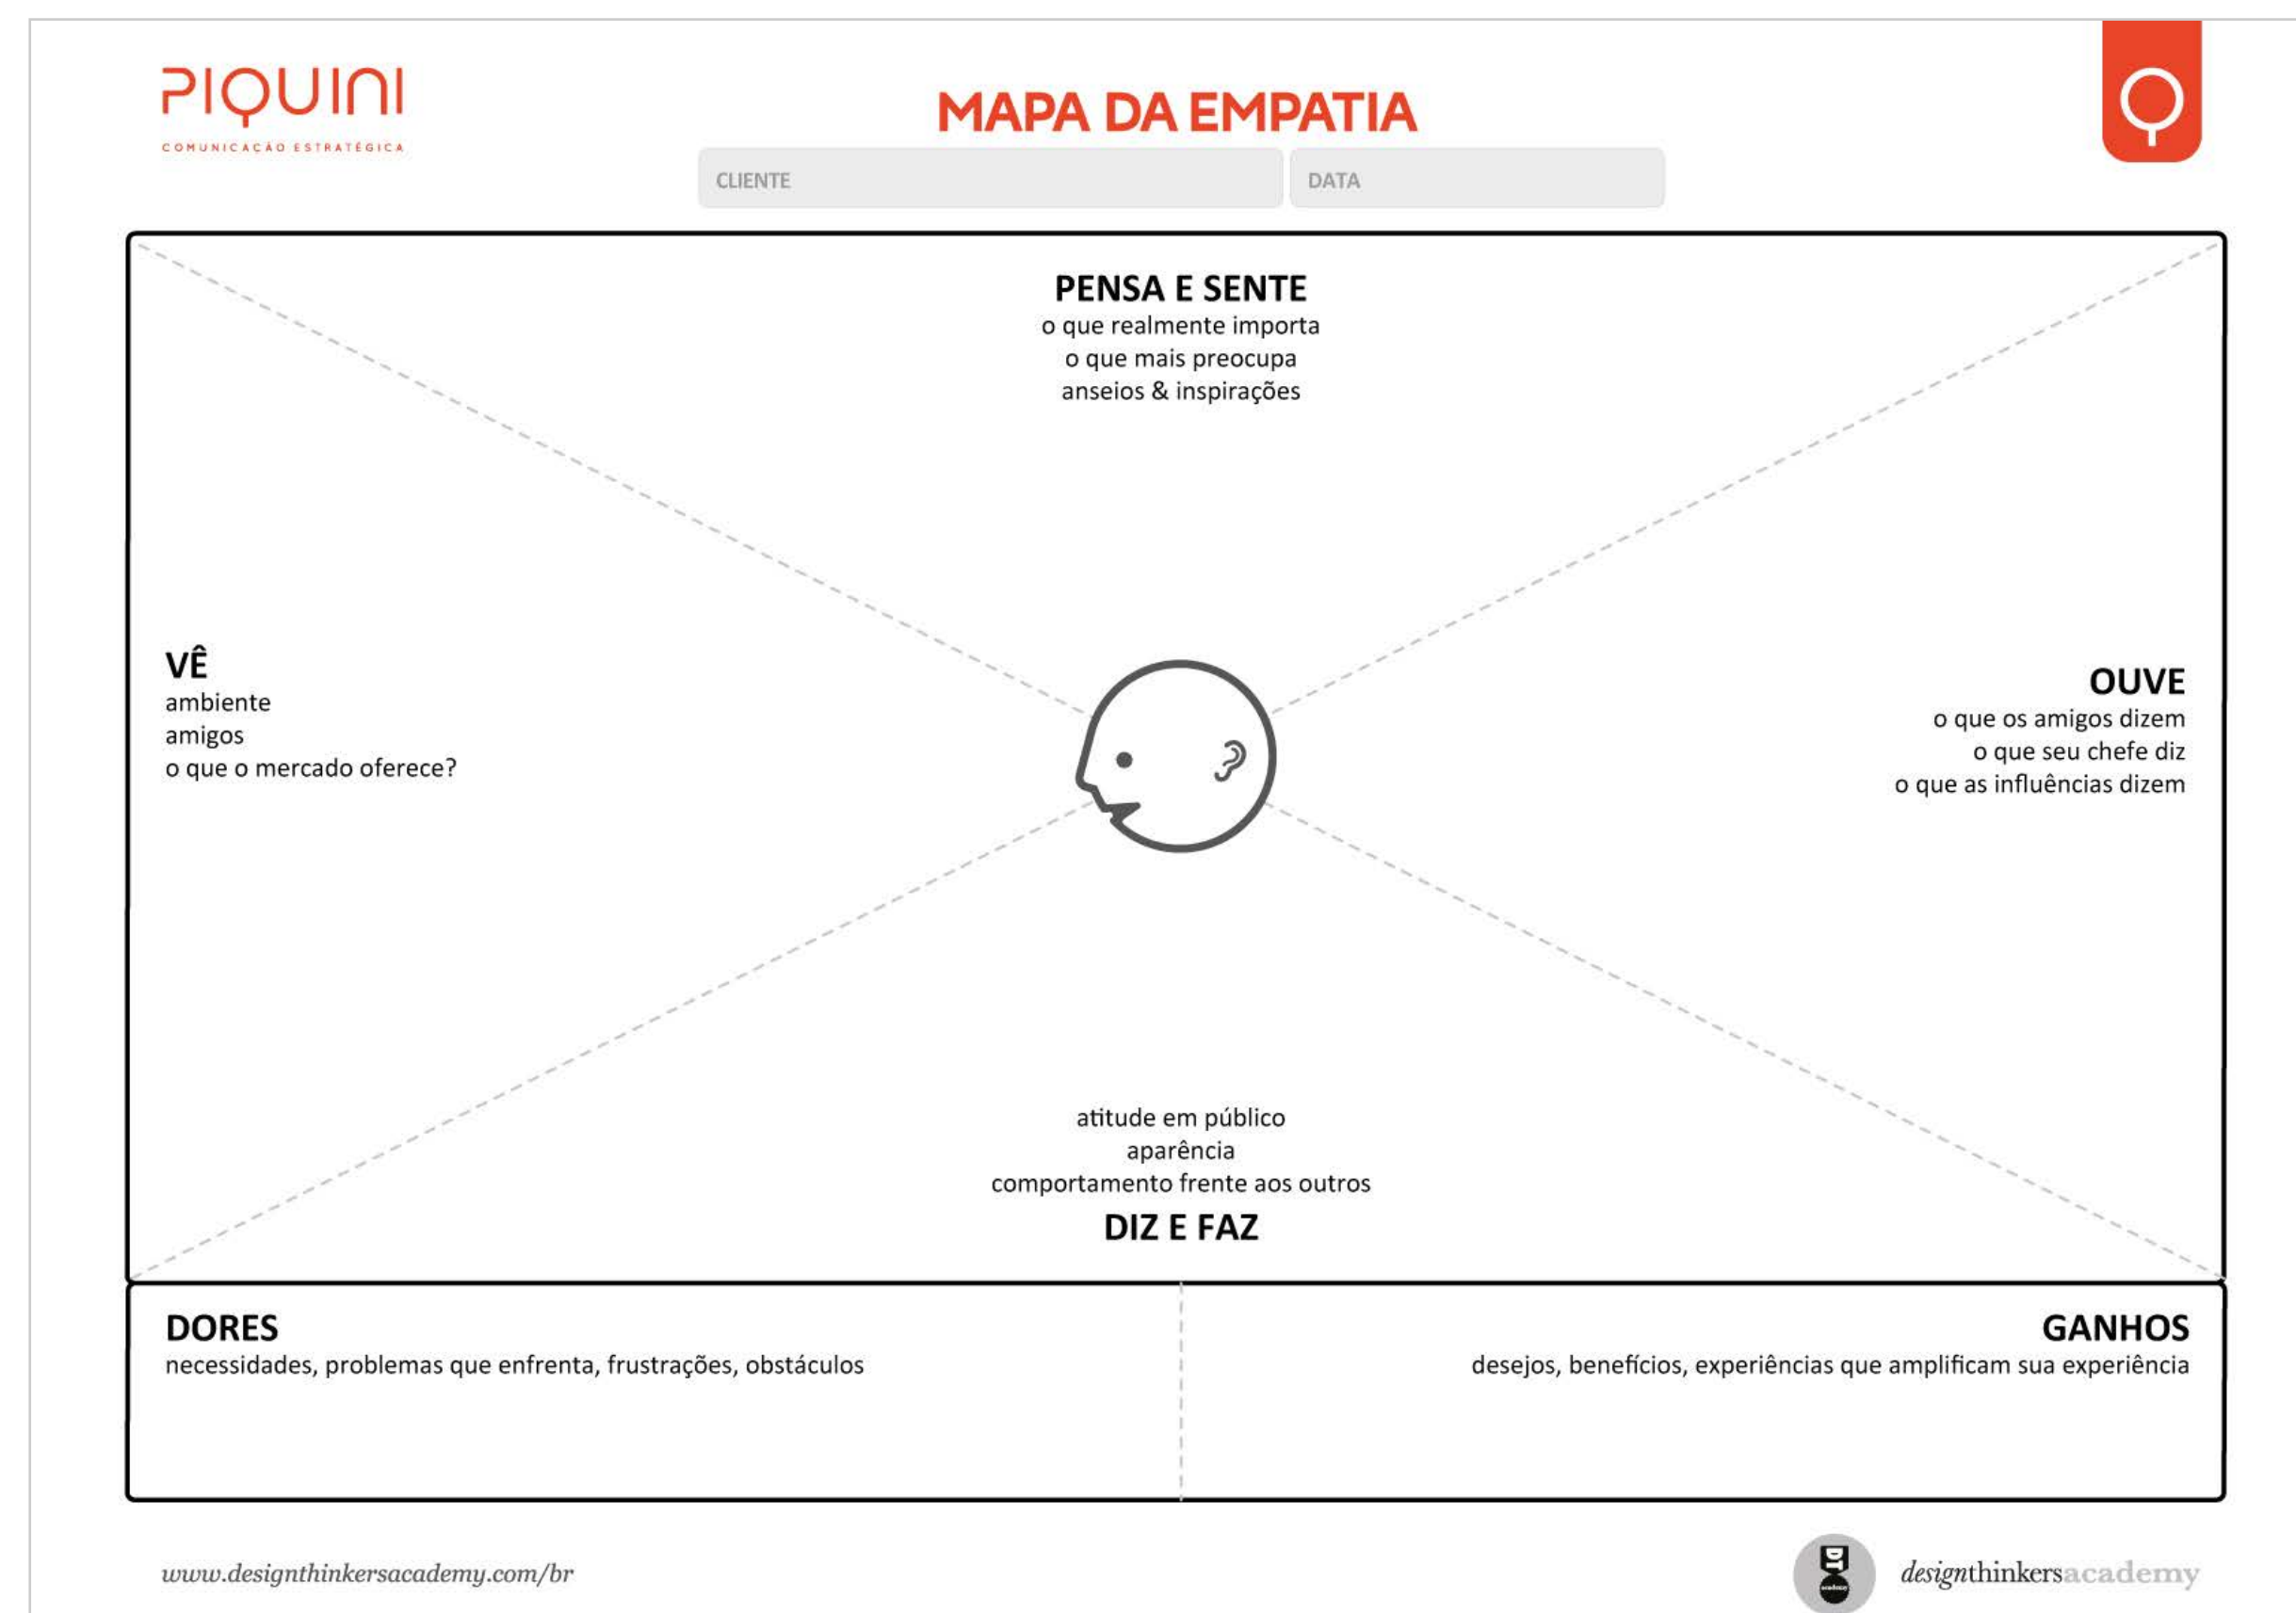 PIQUINI
COMUNICAÇÃO ESTRATÉGICA
MAPA DA EMPATIA
CLIENTE
DATA
PENSA E SENTE
o que realmente importa
o que mais preocupa
anseios & inspirações
VÊ
ambiente
amigos
o que o mercado oferece?
OUVE
o que os amigos dizem
o que seu chefe diz
o que as influências dizem
atitude em público
aparência
comportamento frente aos outros
DIZ E FAZ
DORES
necessidades, problemas que enfrenta, frustrações, obstáculos
GANHOS
desejos, benefícios, experiências que amplificam sua experiência
www.designthinkersacademy.com/br
DT
academy
designthinkersacademy